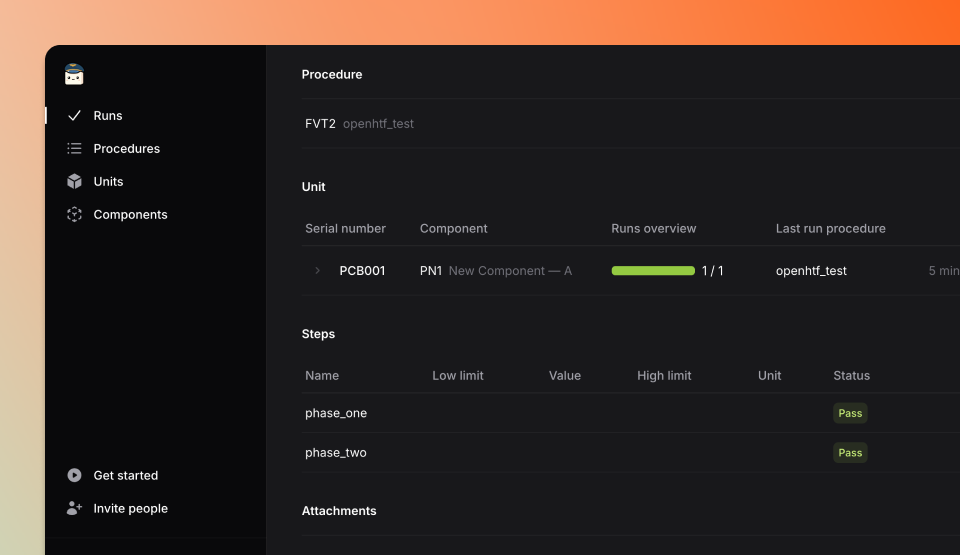 Runs
Procedures
Units
Components
Get started
Invite people
Procedure
FVT2 openhtf_test
Unit
Serial number Component Runs overview Last run procedure
PCB001 PN1 New Component — A 1 / 1 openhtf_test 5 min
Steps
Name Low limit Value High limit Unit Status
phase_one Pass
phase_two Pass
Attachments